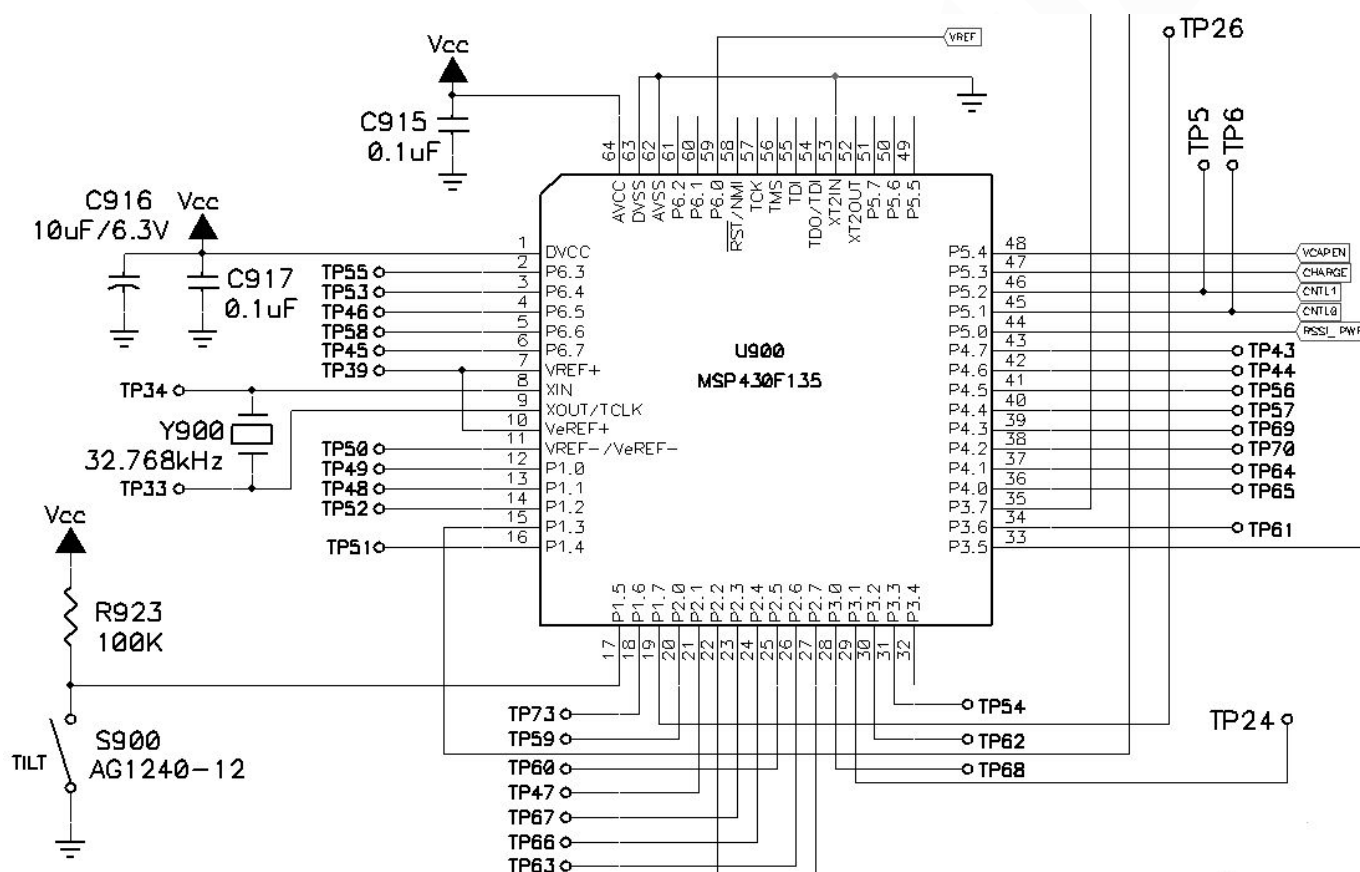 TP26
VREF
Vcc
C915
0.1uF
TP5
TP6
64
63
62
61
60
59
58
57
56
55
54
53
52
51
50
49
AVCC
DVSS
AVSS
P6.2
P6.1
P6.0
RST/NMI
TCK
TMS
TDI
TDO/TDI
XT2IN
XT2OUT
P5.7
P5.6
P5.5
C916
10uF/6.3V
Vcc
C917
0.1uF
1 DVCC
TP55 2 P6.3
TP53 3 P6.4
TP46 4 P6.5
TP58 5 P6.6
TP45 6 P6.7
TP39 7 VREF+
TP34 8 XIN
9 XOUT/TCLK
10 VeREF+
TP50 11 VREF-/VeREF-
TP49 12 P1.0
TP48 13 P1.1
TP52 14 P1.2
15 P1.3
TP51 16 P1.4
Y900
32.768kHz
TP33
U900
MSP430F135
P5.4 48 VCAPEN
P5.3 47 CHARGE
P5.2 46 CNTL1
P5.1 45 CNTL0
P5.0 44 RSSI_PWR
P4.7 43 TP43
P4.6 42 TP44
P4.5 41 TP56
P4.4 40 TP57
P4.3 39 TP69
P4.2 38 TP70
P4.1 37 TP64
P4.0 36 TP65
P3.7 35
P3.6 34 TP61
P3.5 33
Vcc
R923
100K
P1.5
P1.6
P1.7
P2.0
P2.1
P2.2
P2.3
P2.4
P2.5
P2.6
P2.7
P3.0
P3.1
P3.2
P3.3
P3.4
17
18
19
20
21
22
23
24
25
26
27
28
29
30
31
32
TILT
S900
AG1240-12
TP73
TP59
TP60
TP47
TP67
TP66
TP63
TP54
TP62
TP68
TP24